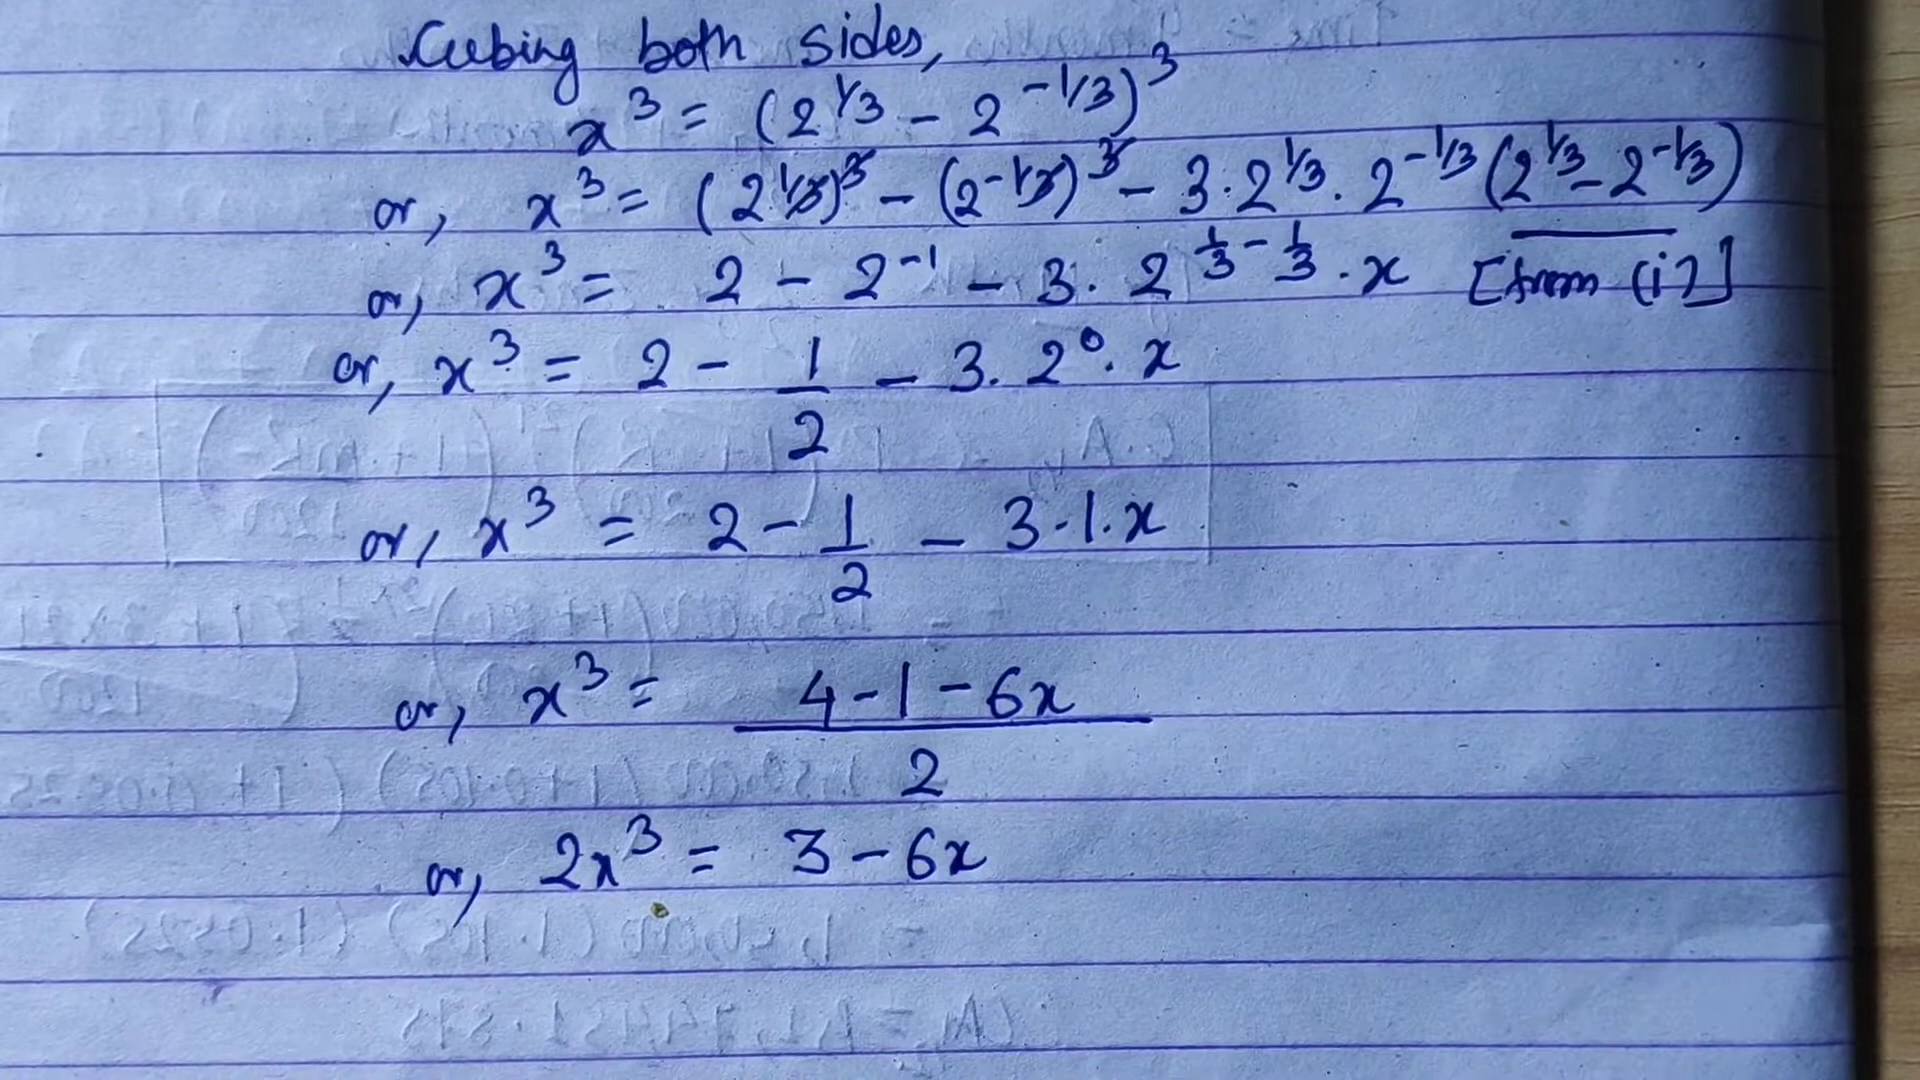 Cubing both sides,
x³ = (2^1/3 - 2^-1/3)³
or, x³ = (2^1/3)³ - (2^-1/3)³ - 3·2^1/3·2^-1/3(2^1/3 - 2^-1/3)
or, x³ = 2 - 2^-1 - 3·2^(1/3 - 1/3)·x [from (i)]
or, x³ = 2 - 1/2 - 3·2⁰·x
or, x³ = 2 - 1/2 - 3·1·x
or, x³ = (4-1-6x)/2
or, 2x³ = 3-6x